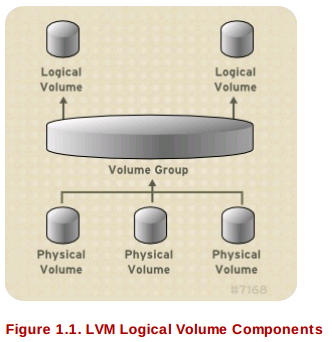 Logical
Volume
Logical
Volume
Volume Group
Physical
Volume
Physical
Volume
Physical
Volume
#7168
Figure 1.1. LVM Logical Volume Components